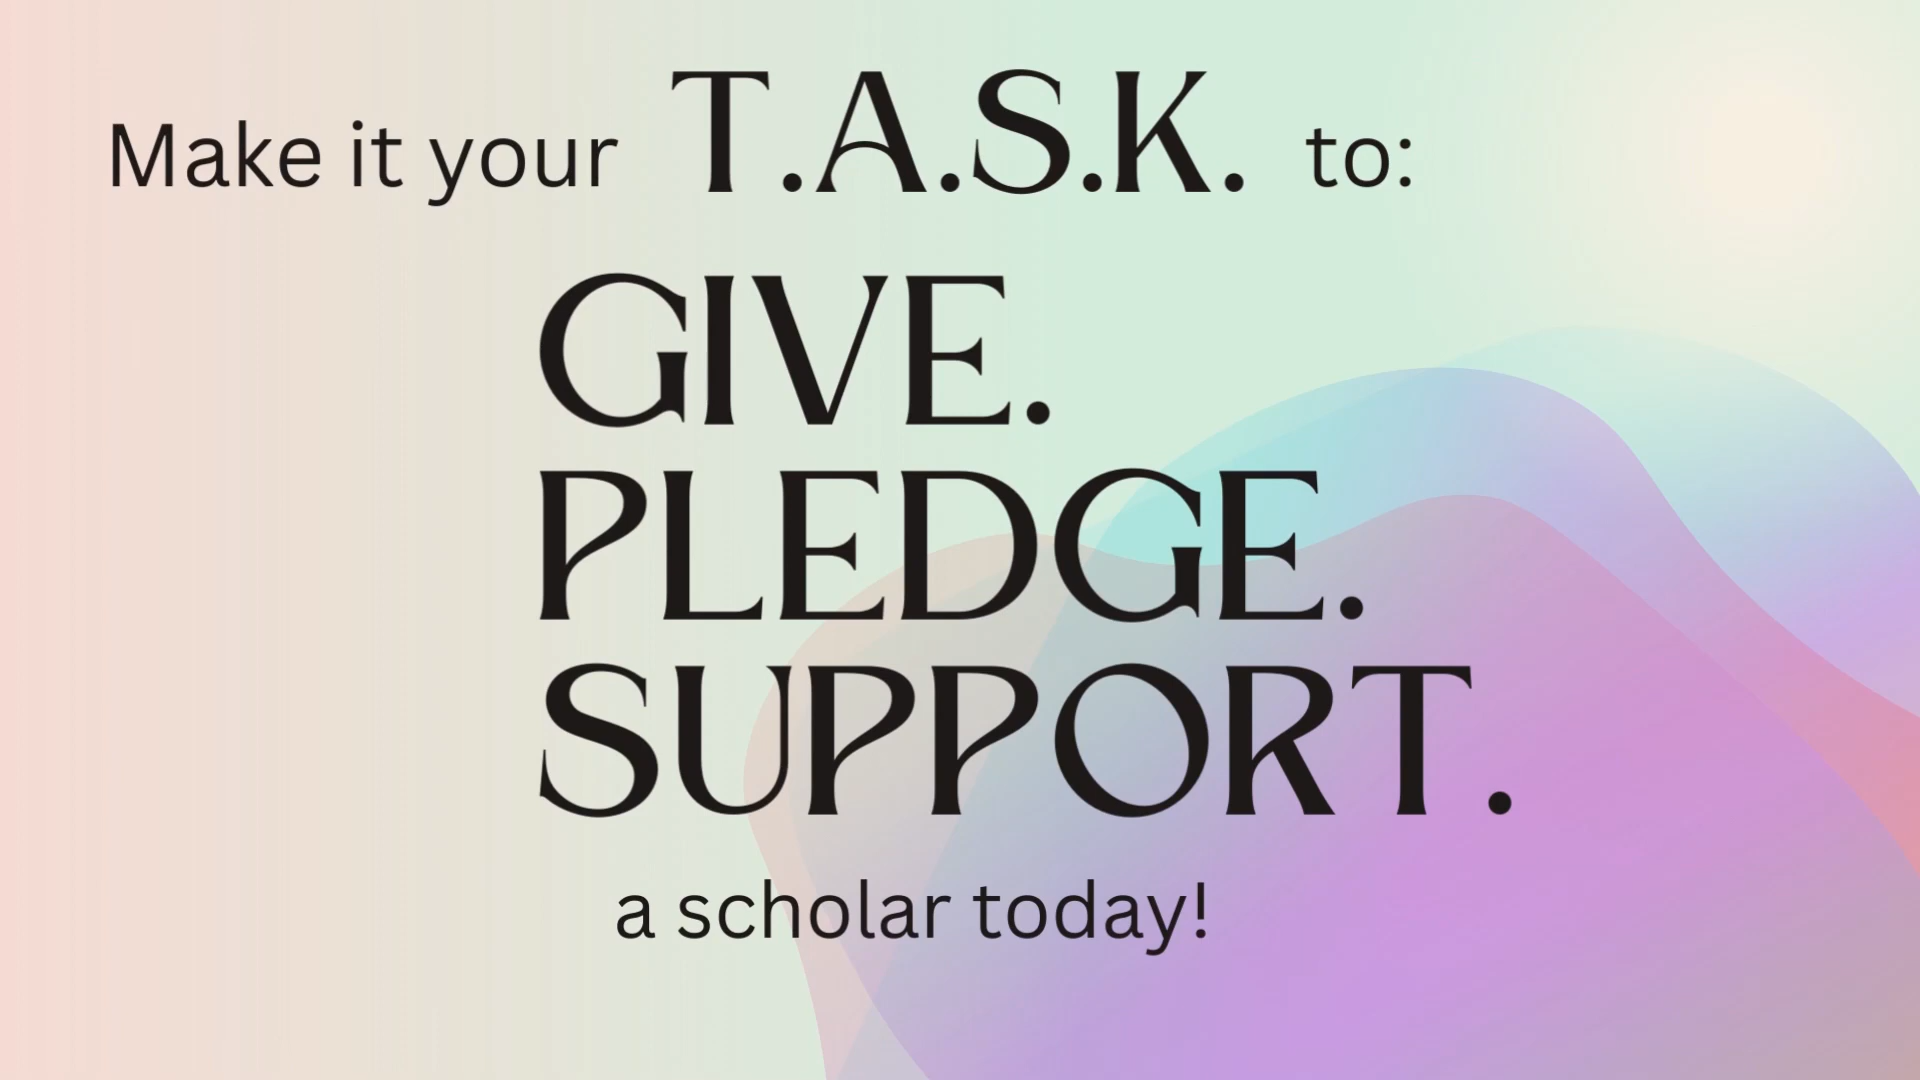 Make it your T.A.S.K. to:
GIVE.
PLEDGE.
SUPPORT.
a scholar today!